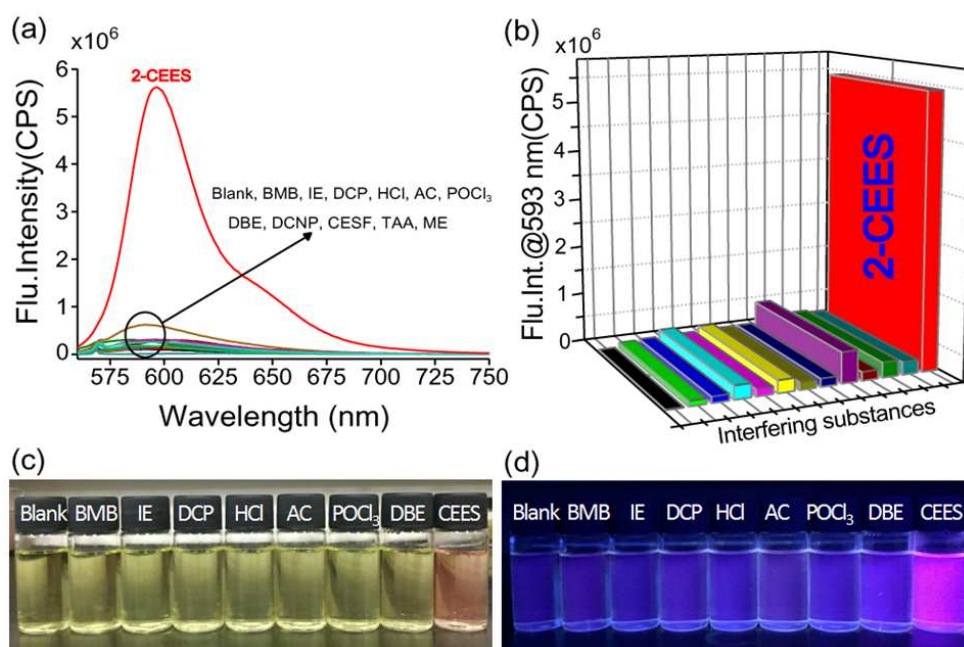 (a)
x10⁶
Flu.Intensity(CPS)
6
5
4
3
2
1
0
2-CEES
Blank, BMB, IE, DCP, HCl, AC, POCl₃
DBE, DCNP, CESF, TAA, ME
575 600 625 650 675 700 725 750
Wavelength (nm)
(b)
x10⁶
Flu.Int.@593 nm(CPS)
5
4
3
2
1
0
2-CEES
Interfering substances
(c)
Blank BMB IE DCP HCl AC POCl₃ DBE CEES
(d)
Blank BMB IE DCP HCl AC POCl₃ DBE CEES